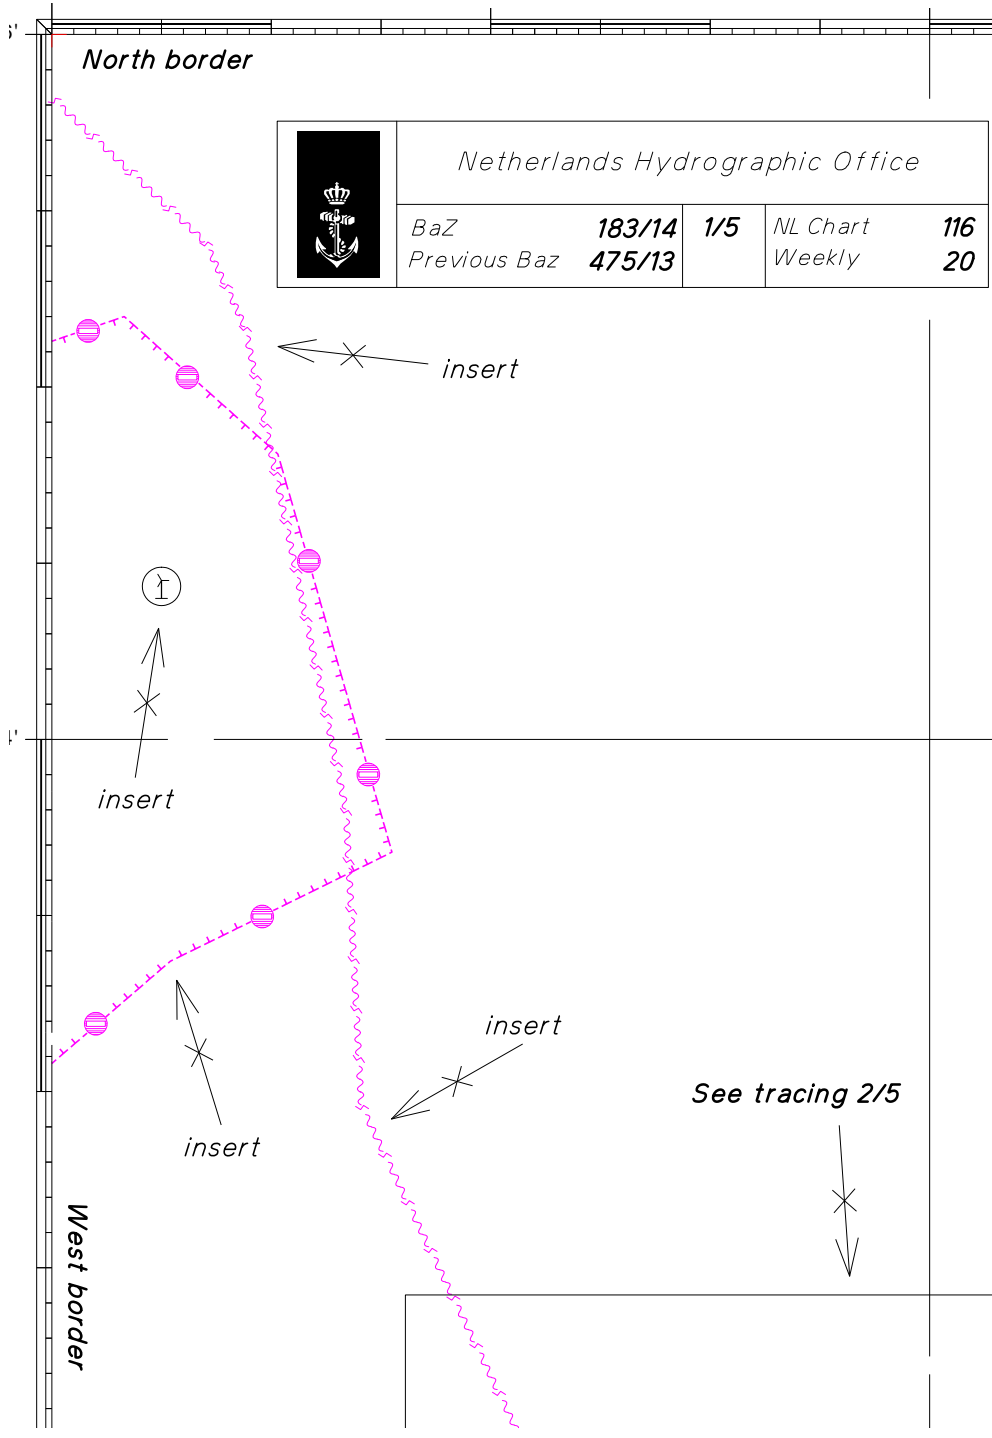 North border
Netherlands Hydrographic Office
BaZ 183/14 1/5 NL Chart 116
Previous Baz 475/13 Weekly 20
insert
insert
insert
insert
See tracing 2/5
West border